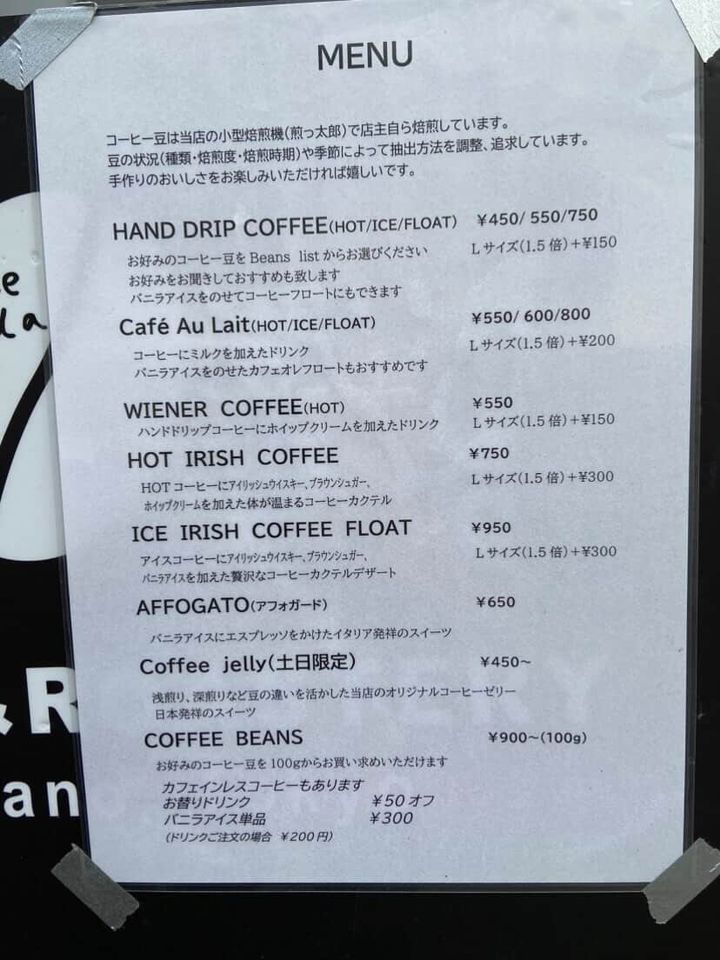 MENU
コーヒー豆は当店の小型焙煎機(煎っ太郎)で店主自ら焙煎しています。
豆の状況(種類・焙煎度・焙煎時期)や季節によって抽出方法を調整、追求しています。
手作りのおいしさをお楽しみいただければ嬉しいです。
HAND DRIP COFFEE(HOT/ICE/FLOAT) ¥450/ 550/750
お好みのコーヒー豆をBeans listからお選びください Lサイズ(1.5倍)+¥150
お好みをお聞きしておすすめも致します
バニラアイスをのせてコーヒーフロートにもできます
Café Au Lait(HOT/ICE/FLOAT) ¥550/ 600/800
コーヒーにミルクを加えたドリンク Lサイズ(1.5倍)+¥200
バニラアイスをのせたカフェオレフロートもおすすめです
WIENER COFFEE(HOT) ¥550
ハンドドリップコーヒーにホイップクリームを加えたドリンク Lサイズ(1.5倍)+¥150
HOT IRISH COFFEE ¥750
HOTコーヒーにアイリッシュウイスキー、ブラウンシュガー、 Lサイズ(1.5倍)+¥300
ホイップクリームを加えた体が温まるコーヒーカクテル
ICE IRISH COFFEE FLOAT ¥950
アイスコーヒーにアイリッシュウイスキー、ブラウンシュガー、 Lサイズ(1.5倍)+¥300
バニラアイスを加えた贅沢なコーヒーカクテルデザート
AFFOGATO(アフォガード) ¥650
バニラアイスにエスプレッソをかけたイタリア発祥のスイーツ
Coffee jelly(土日限定) ¥450~
浅煎り、深煎りなど豆の違いを活かした当店のオリジナルコーヒーゼリー
日本発祥のスイーツ
COFFEE BEANS ¥900~(100g)
お好みのコーヒー豆を100gからお買い求めいただけます
カフェインレスコーヒーもあります
お替りドリンク ¥50オフ
バニラアイス単品 ¥300
(ドリンクご注文の場合 ¥200円)